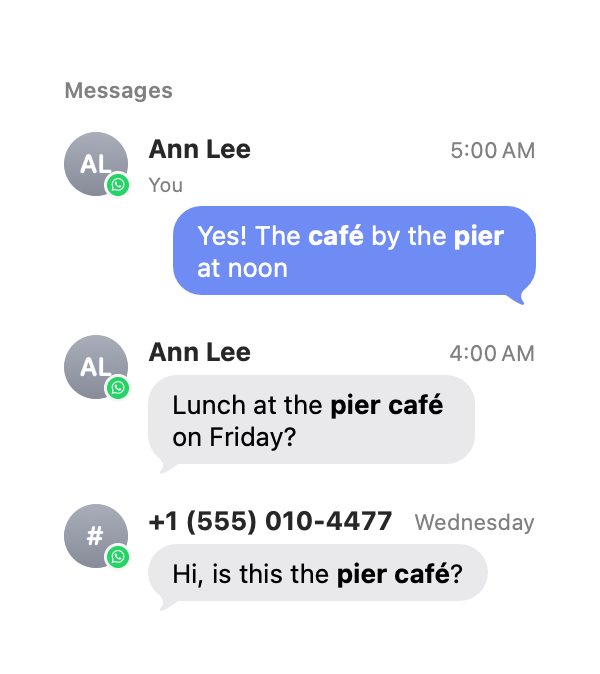 Messages
AL
Ann Lee
5:00 AM
You
Yes! The café by the pier
at noon
AL
Ann Lee
4:00 AM
Lunch at the pier café
on Friday?
#
+1 (555) 010-4477
Wednesday
Hi, is this the pier café?